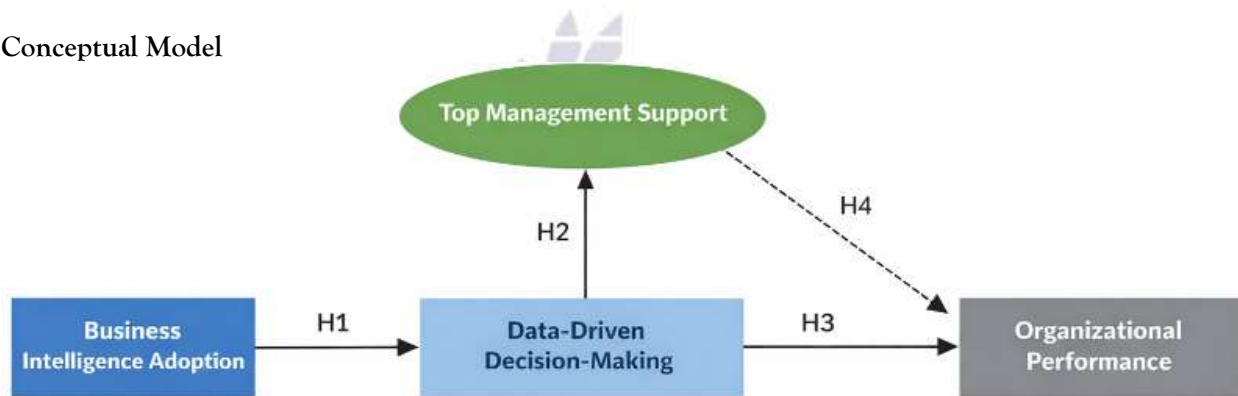 Conceptual Model
Top Management Support
H2
H4
Business
Intelligence Adoption
H1
Data-Driven
Decision-Making
H3
Organizational
Performance